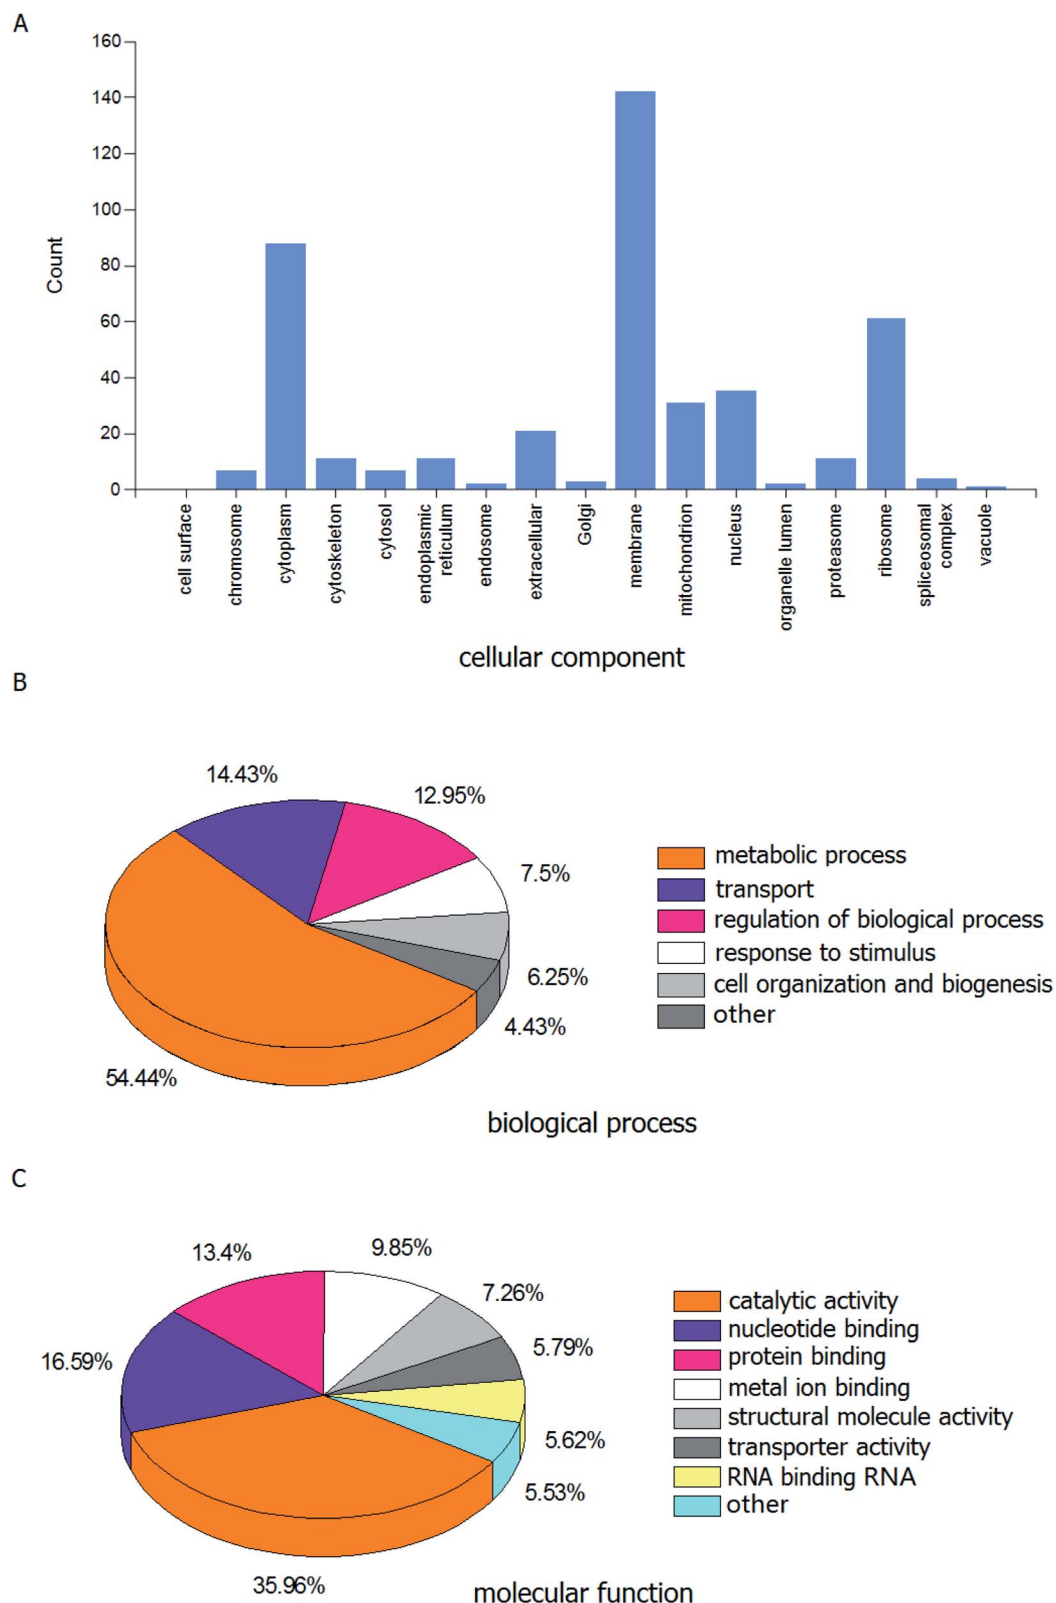 A
160
140
120
100
80
60
40
20
0
Count
cell surface
chromosome
cytoplasm
cytoskeleton
cytosol
endoplasmic
reticulum
endosome
extracellular
Golgi
membrane
mitochondrion
nucleus
organelle lumen
proteasome
ribosome
spliceosomal
complex
vacuole
cellular component
B
14.43%
12.95%
7.5%
6.25%
4.43%
54.44%
metabolic process
transport
regulation of biological process
response to stimulus
cell organization and biogenesis
other
biological process
C
13.4%
9.85%
7.26%
5.79%
16.59%
5.62%
5.53%
35.96%
catalytic activity
nucleotide binding
protein binding
metal ion binding
structural molecule activity
transporter activity
RNA binding RNA
other
molecular function